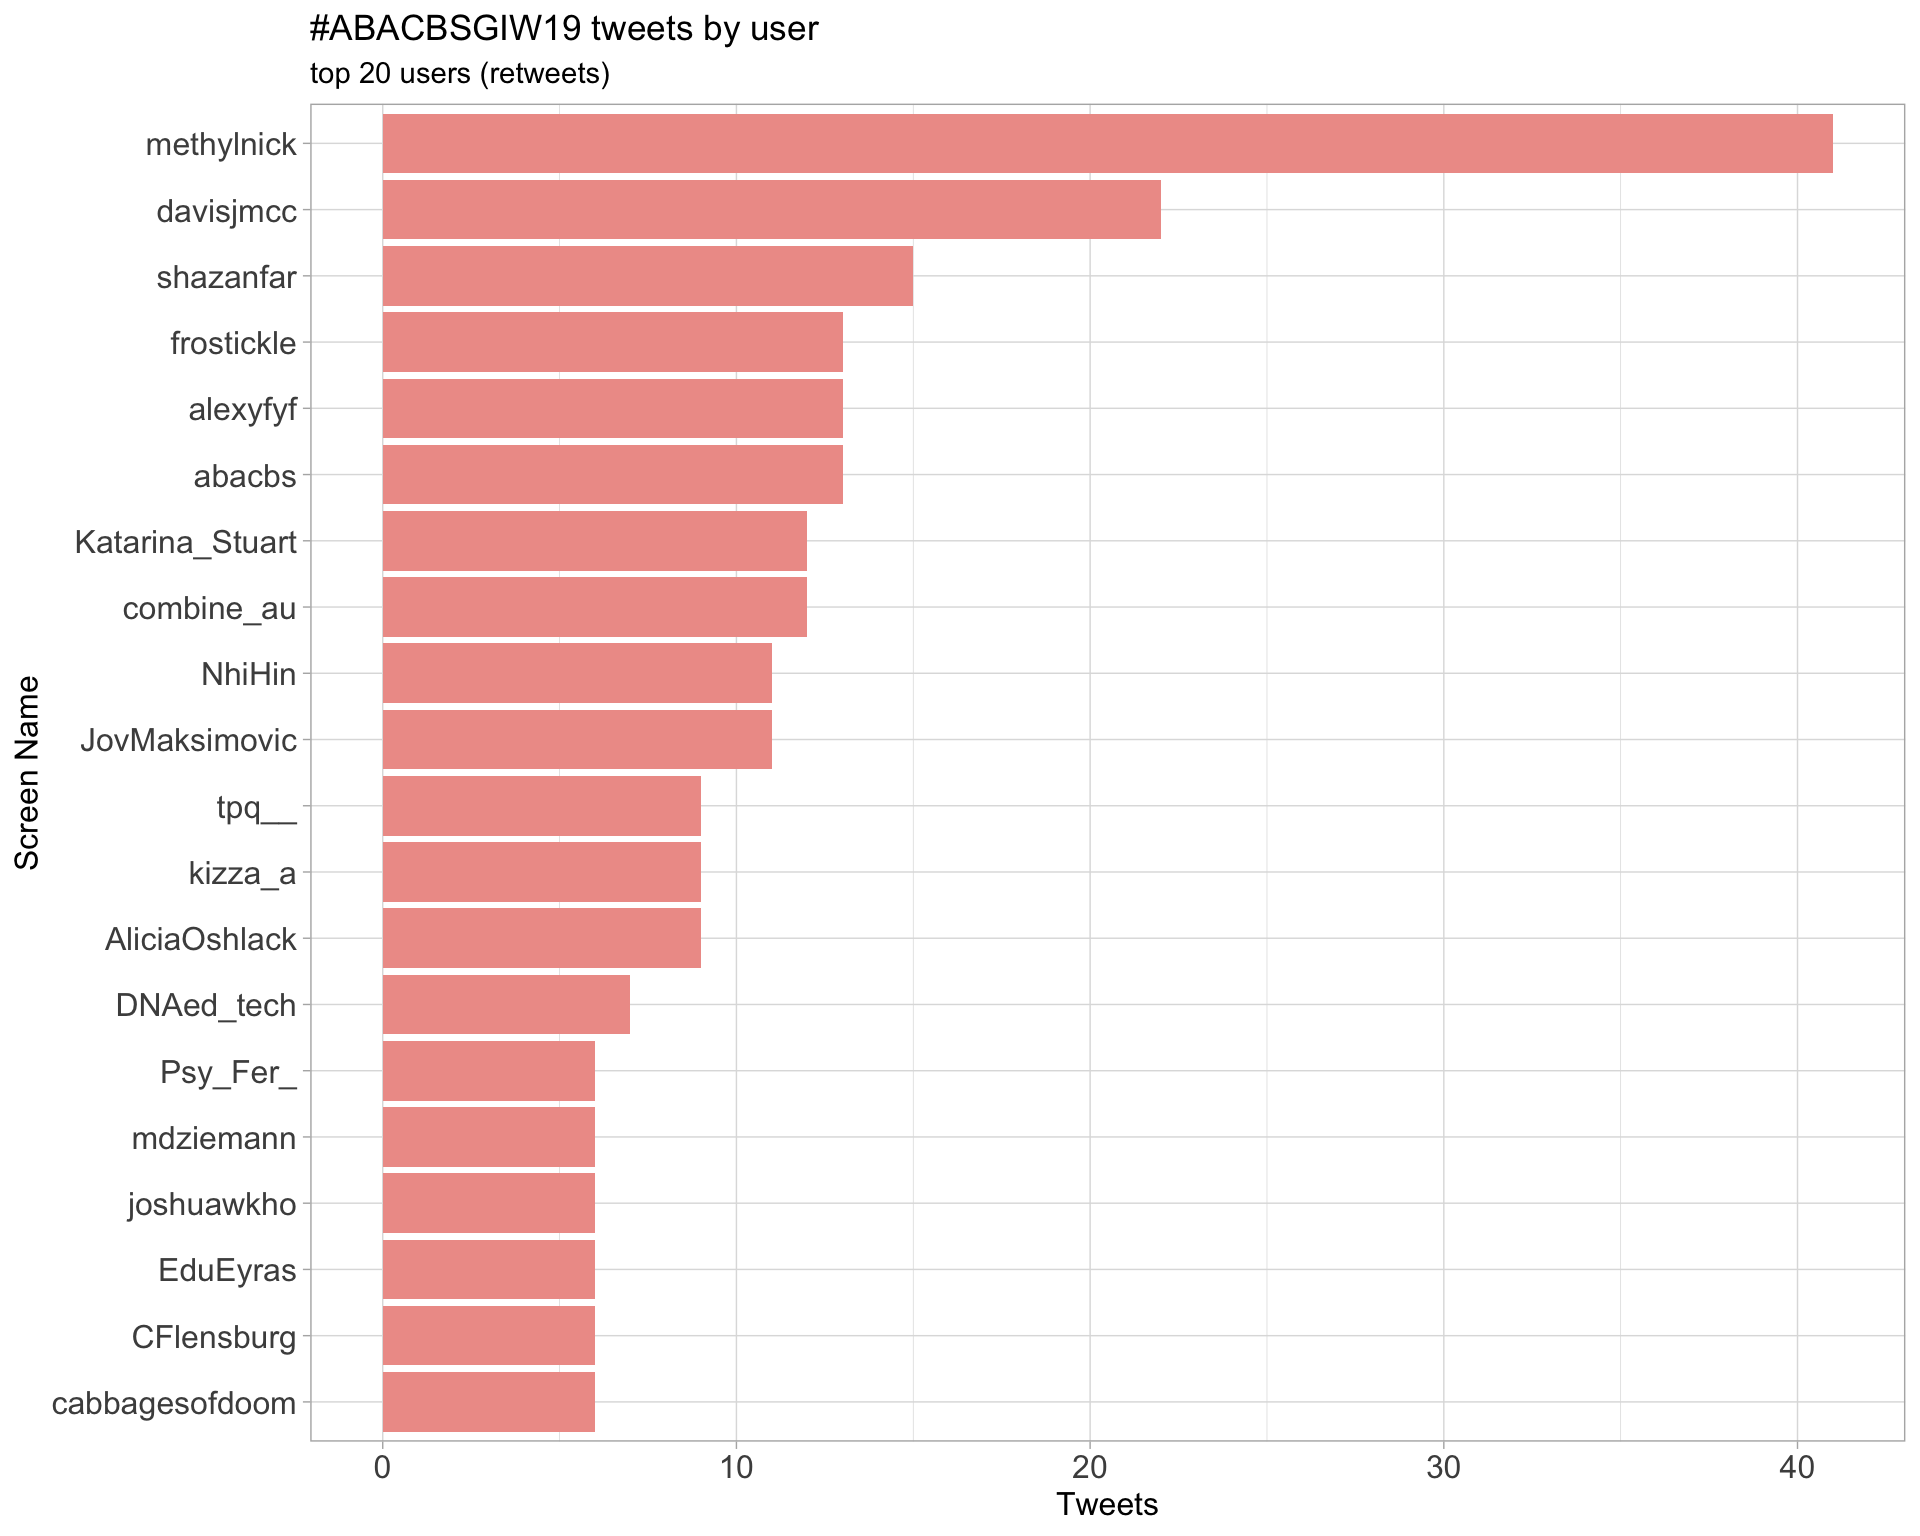 #ABACBSGIW19 tweets by user
top 20 users (retweets)
methylnick
davisjmcc
shazanfar
frostickle
alexyfyf
abacbs
Katarina_Stuart
combine_au
NhiHin
JovMaksimovic
tpq__
kizza_a
AliciaOshlack
DNAed_tech
Psy_Fer_
mdziemann
joshuawkho
EduEyras
CFlensburg
cabbagesofdoom
Screen Name
0 10 20 30 40
Tweets